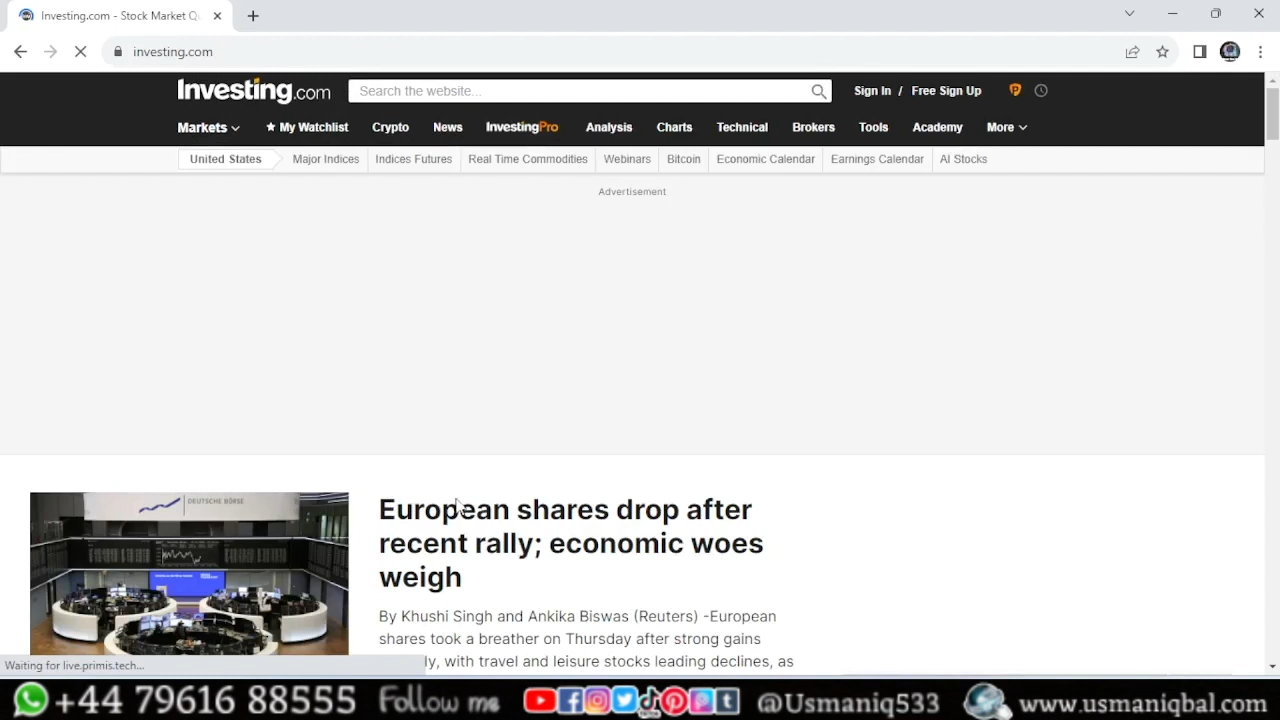 Investing.com - Stock Market Q
investing.com
Investing.com
Search the website...
Sign In / Free Sign Up
Markets
My Watchlist
Crypto
News
InvestingPro
Analysis
Charts
Technical
Brokers
Tools
Academy
More
United States
Major Indices
Indices Futures
Real Time Commodities
Webinars
Bitcoin
Economic Calendar
Earnings Calendar
AI Stocks
Advertisement
DEUTSCHE BÖRSE
European shares drop after
recent rally; economic woes
weigh
By Khushi Singh and Ankika Biswas (Reuters) -European
shares took a breather on Thursday after strong gains
ly, with travel and leisure stocks leading declines, as
Waiting for live.primis.tech...
+44 79616 88555 Follow me @Usmaniq533 www.usmaniqbal.com